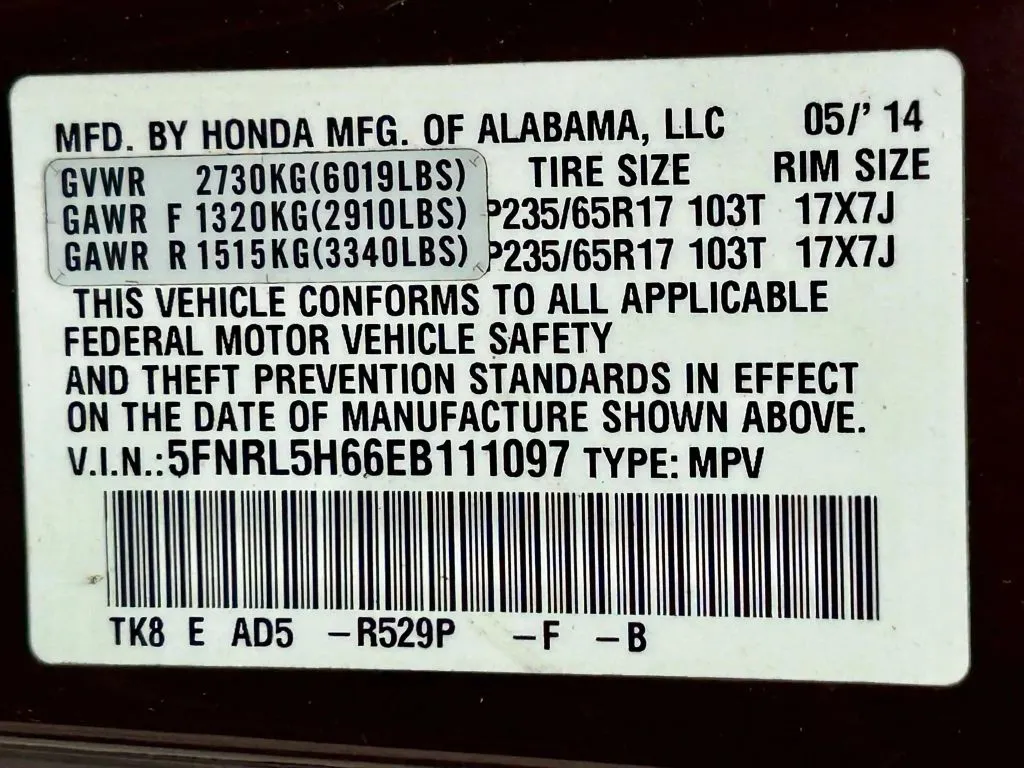 MFD. BY HONDA MFG. OF ALABAMA, LLC 05/' 14
GVWR 2730KG(6019LBS) TIRE SIZE RIM SIZE
GAWR F 1320KG(2910LBS) P235/65R17 103T 17X7J
GAWR R 1515KG(3340LBS) P235/65R17 103T 17X7J
THIS VEHICLE CONFORMS TO ALL APPLICABLE
FEDERAL MOTOR VEHICLE SAFETY
AND THEFT PREVENTION STANDARDS IN EFFECT
ON THE DATE OF MANUFACTURE SHOWN ABOVE.
V.I.N.: 5FNRL5H66EB111097 TYPE: MPV
TK8 E AD5 -R529P -F -B